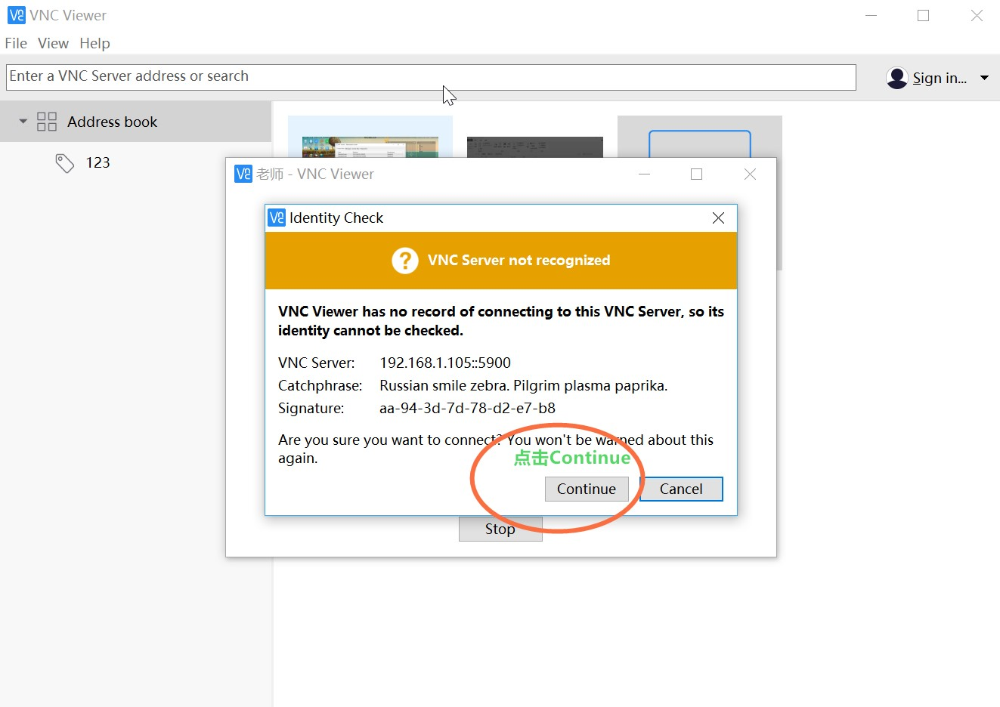 VNC Viewer
File View Help
Enter a VNC Server address or search
Sign in...
Address book
123
老师 - VNC Viewer
Identity Check
VNC Server not recognized
VNC Viewer has no record of connecting to this VNC Server, so its
identity cannot be checked.
VNC Server: 192.168.1.105::5900
Catchphrase: Russian smile zebra. Pilgrim plasma paprika.
Signature: aa-94-3d-7d-78-d2-e7-b8
Are you sure you want to connect? You won't be warned about this
again.
点击Continue
Continue Cancel
Stop